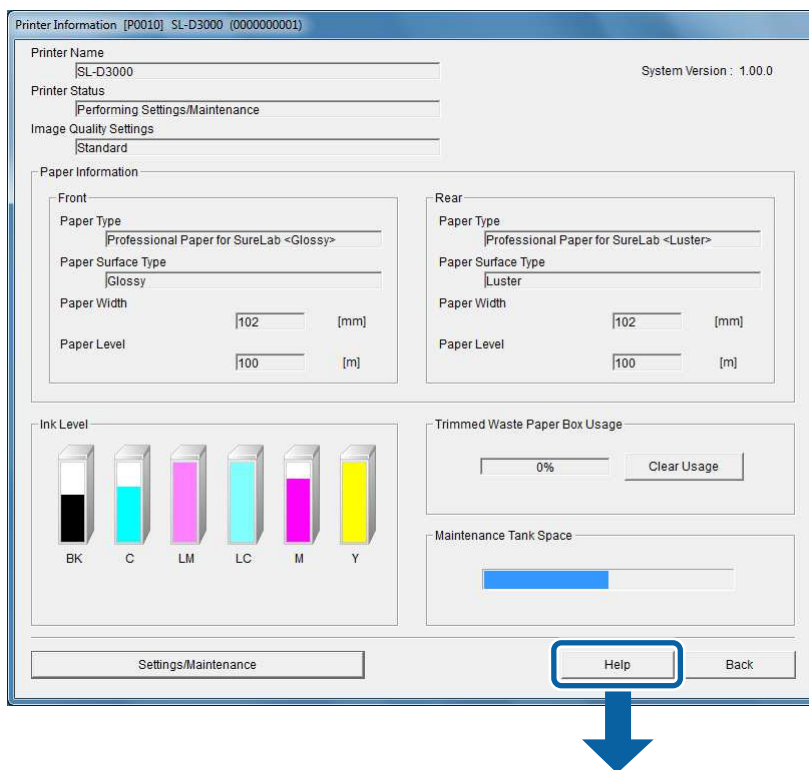 Printer Information [P0010] SL-D3000 (0000000001)
Printer Name
SL-D3000
System Version : 1.00.0
Printer Status
Performing Settings/Maintenance
Image Quality Settings
Standard
Paper Information
Front
Paper Type
Professional Paper for SureLab <Glossy>
Paper Surface Type
Glossy
Paper Width
102 [mm]
Paper Level
100 [m]
Rear
Paper Type
Professional Paper for SureLab <Luster>
Paper Surface Type
Luster
Paper Width
102 [mm]
Paper Level
100 [m]
Ink Level
BK C LM LC M Y
Trimmed Waste Paper Box Usage
0% Clear Usage
Maintenance Tank Space
Settings/Maintenance Help Back